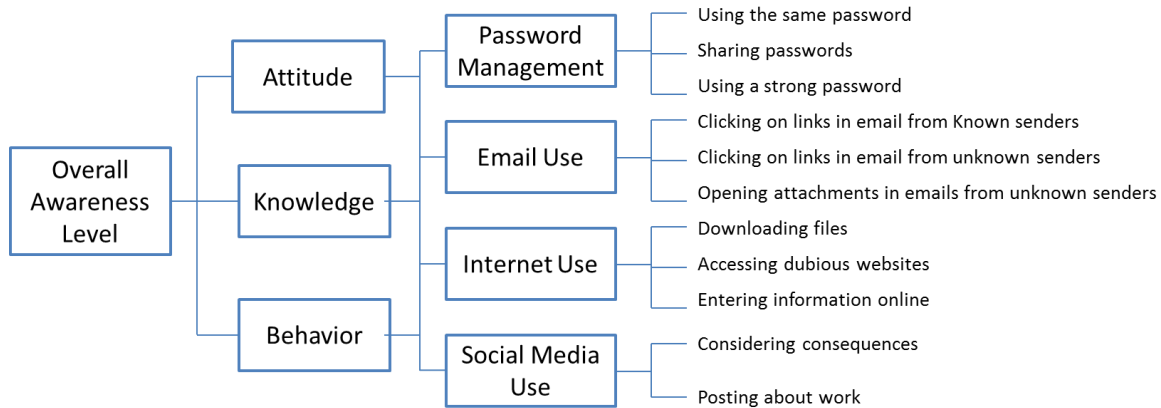 Overall
Awareness
Level
Attitude
Knowledge
Behavior
Password
Management
Email Use
Internet Use
Social Media
Use
Using the same password
Sharing passwords
Using a strong password
Clicking on links in email from Known senders
Clicking on links in email from unknown senders
Opening attachments in emails from unknown senders
Downloading files
Accessing dubious websites
Entering information online
Considering consequences
Posting about work